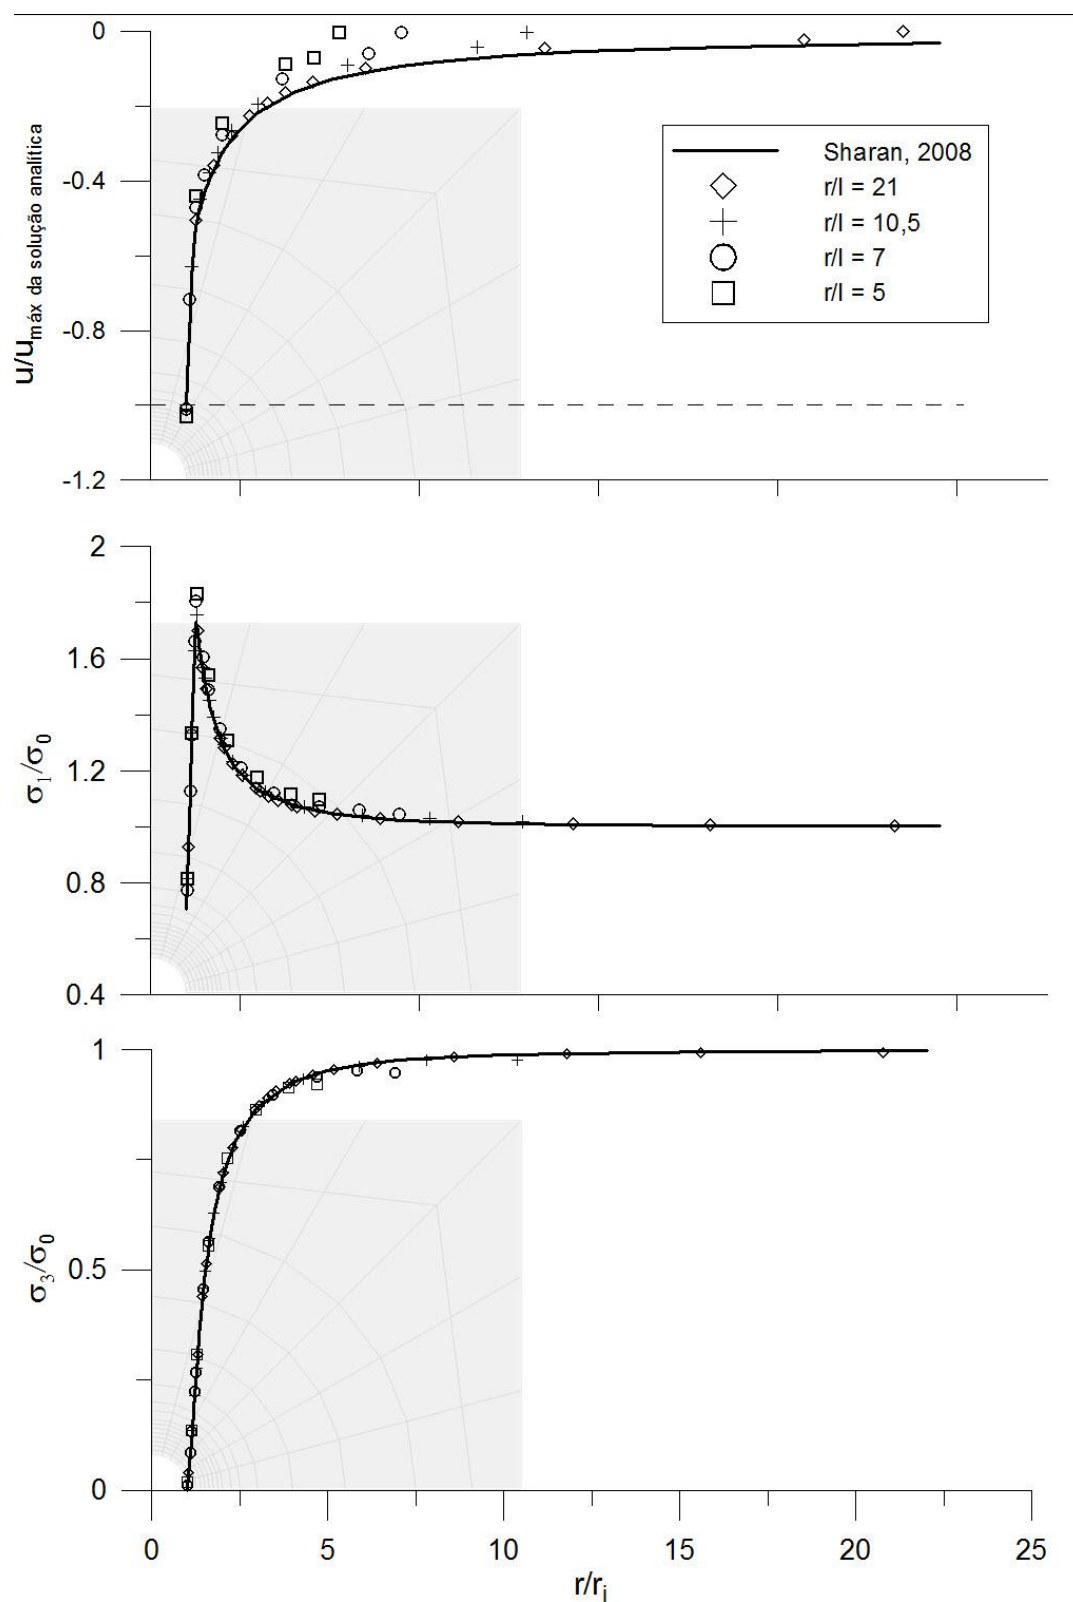 0
-0.4
-0.8
-1.2
u/umáx da solução analítica
Sharan, 2008
r/l = 21
r/l = 10,5
r/l = 7
r/l = 5
2
1.6
1.2
0.8
0.4
σ1/σ0
1
0.5
0
σ3/σ0
0 5 10 15 20 25
r/ri